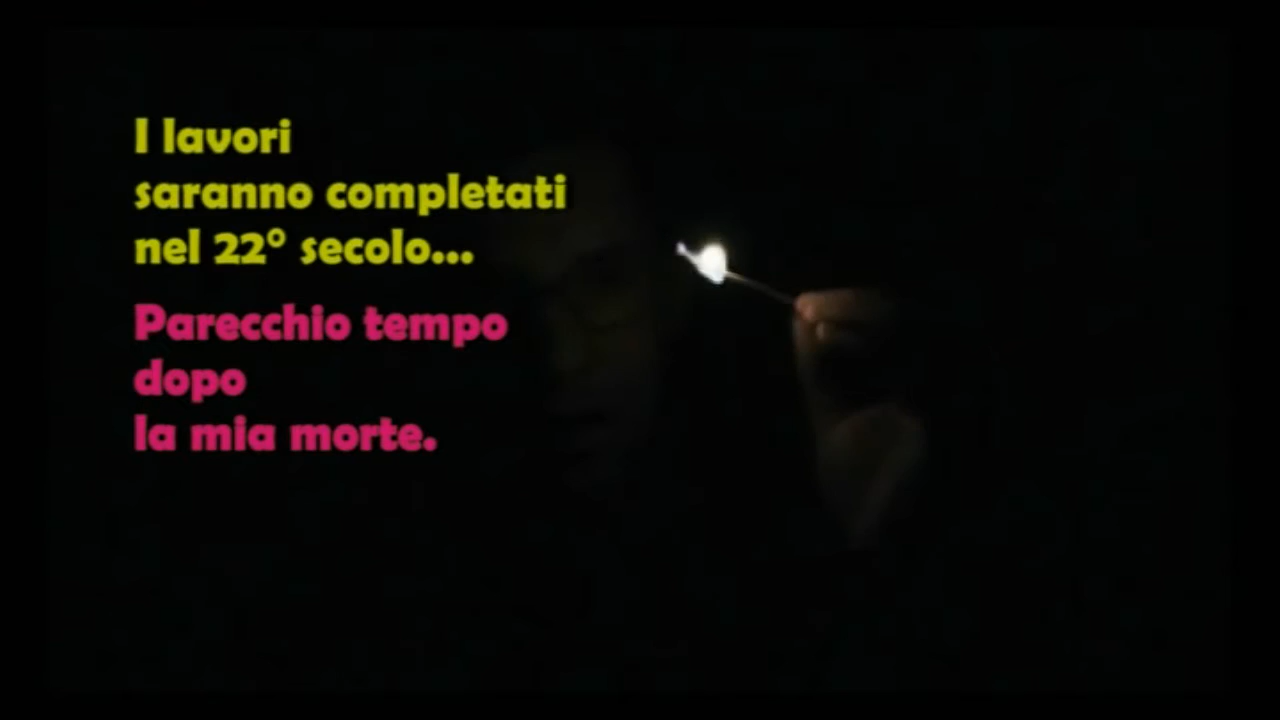 I lavori
saranno completati
nel 22° secolo...
Parecchio tempo
dopo
la mia morte.